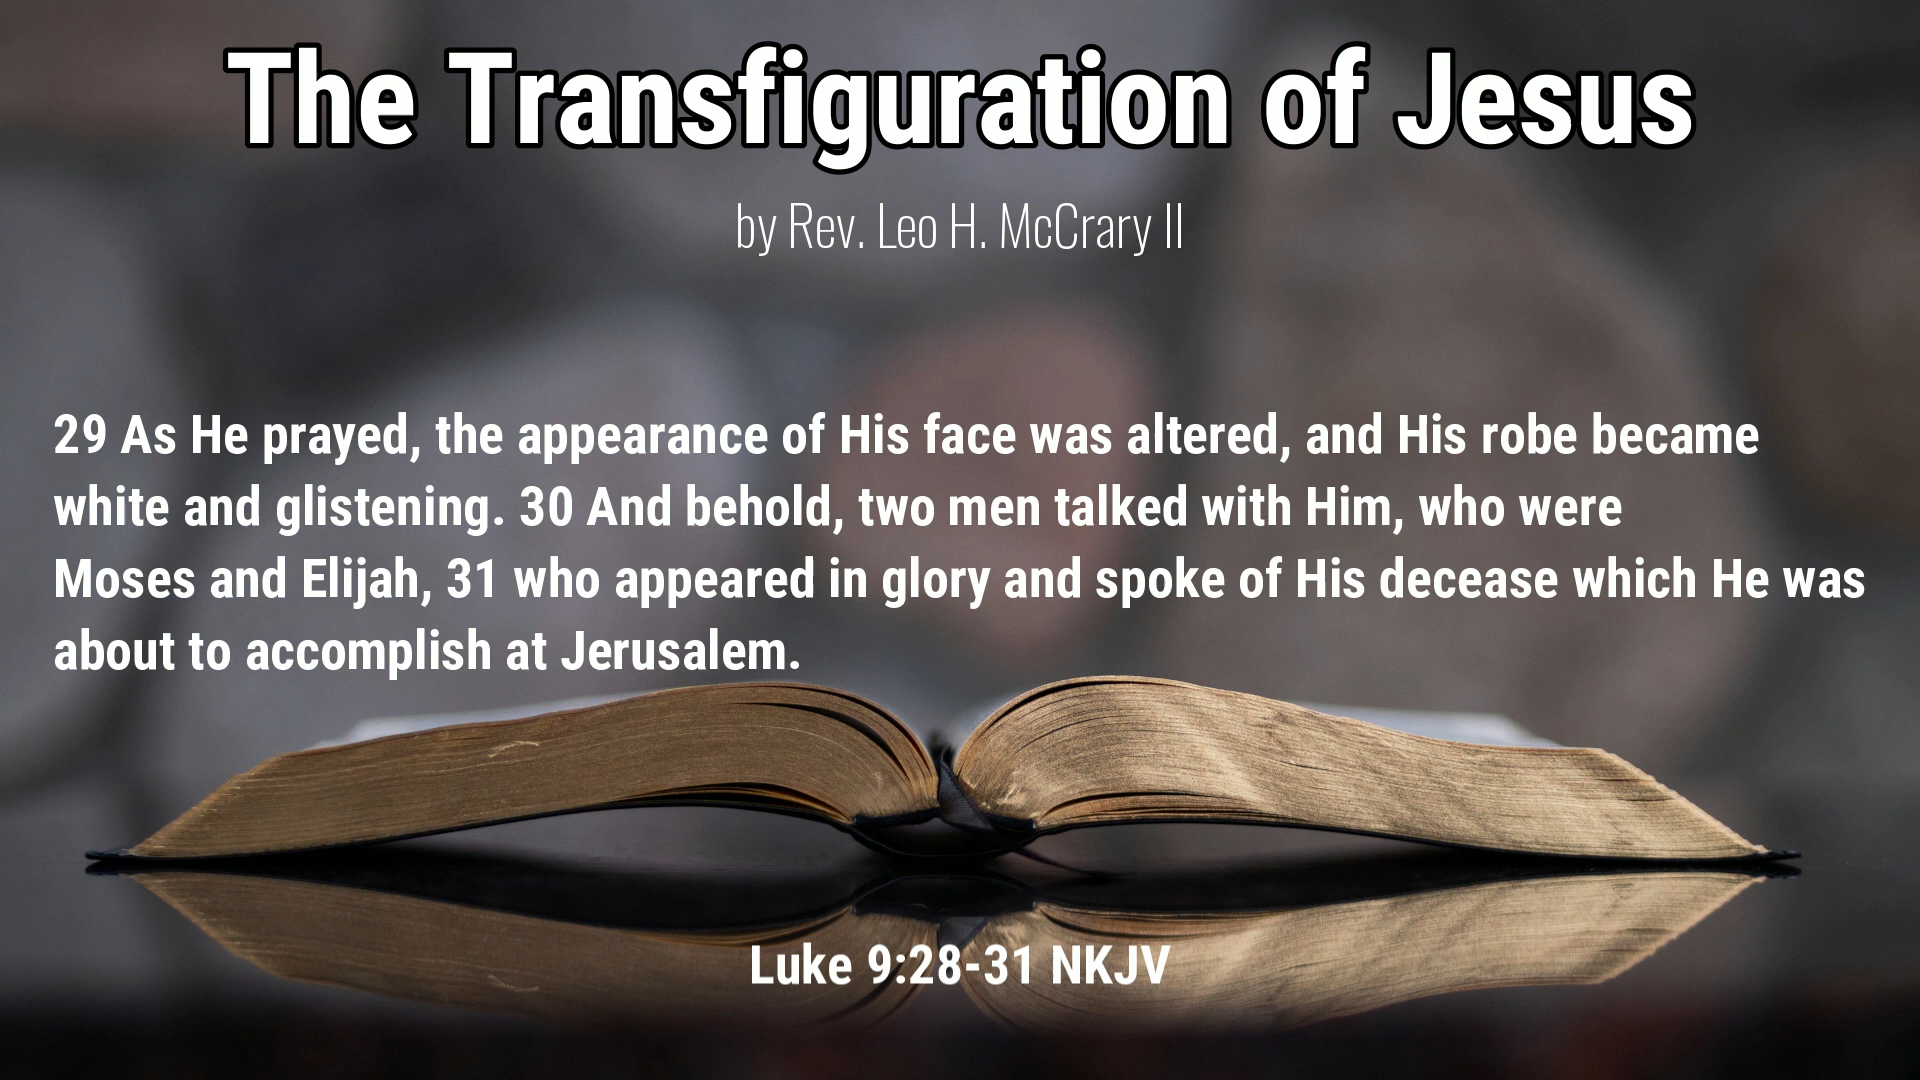 The Transfiguration of Jesus
by Rev. Leo H. McCrary II
29 As He prayed, the appearance of His face was altered, and His robe became
white and glistening. 30 And behold, two men talked with Him, who were
Moses and Elijah, 31 who appeared in glory and spoke of His decease which He was
about to accomplish at Jerusalem.
Luke 9:28-31 NKJV